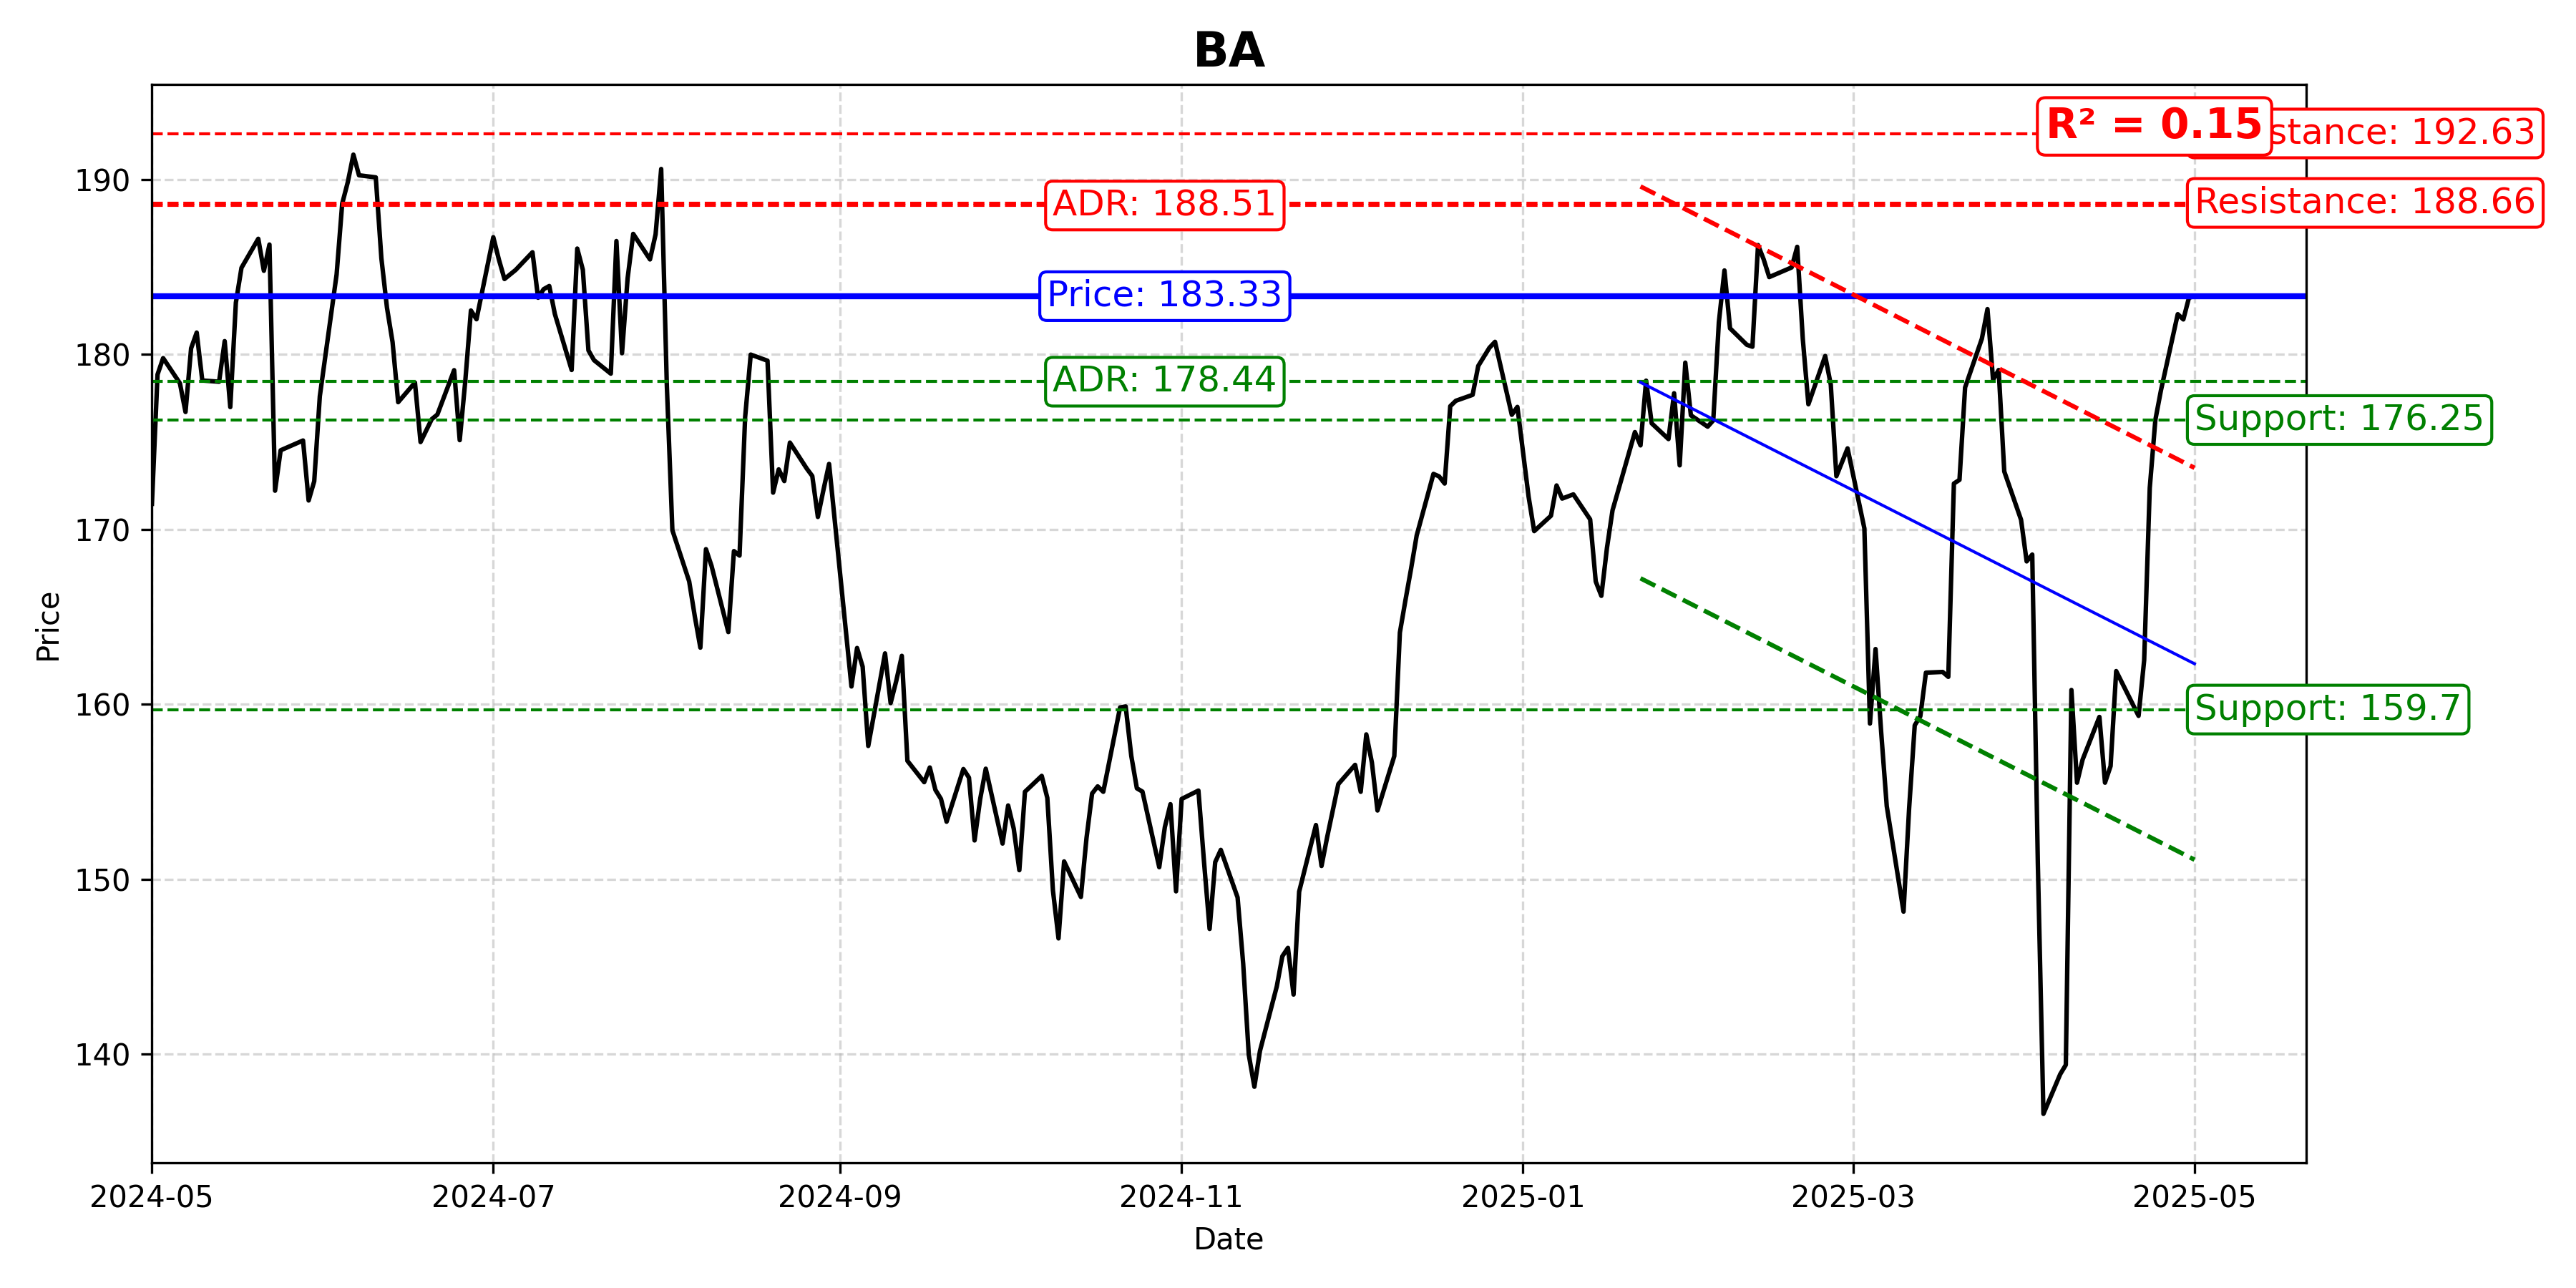 BA
R² = 0.15
stance: 192.63
190
ADR: 188.51
Resistance: 188.66
Price: 183.33
180
ADR: 178.44
Support: 176.25
170
Price
160
Support: 159.7
150
140
2024-05
2024-07
2024-09
2024-11
2025-01
2025-03
2025-05
Date